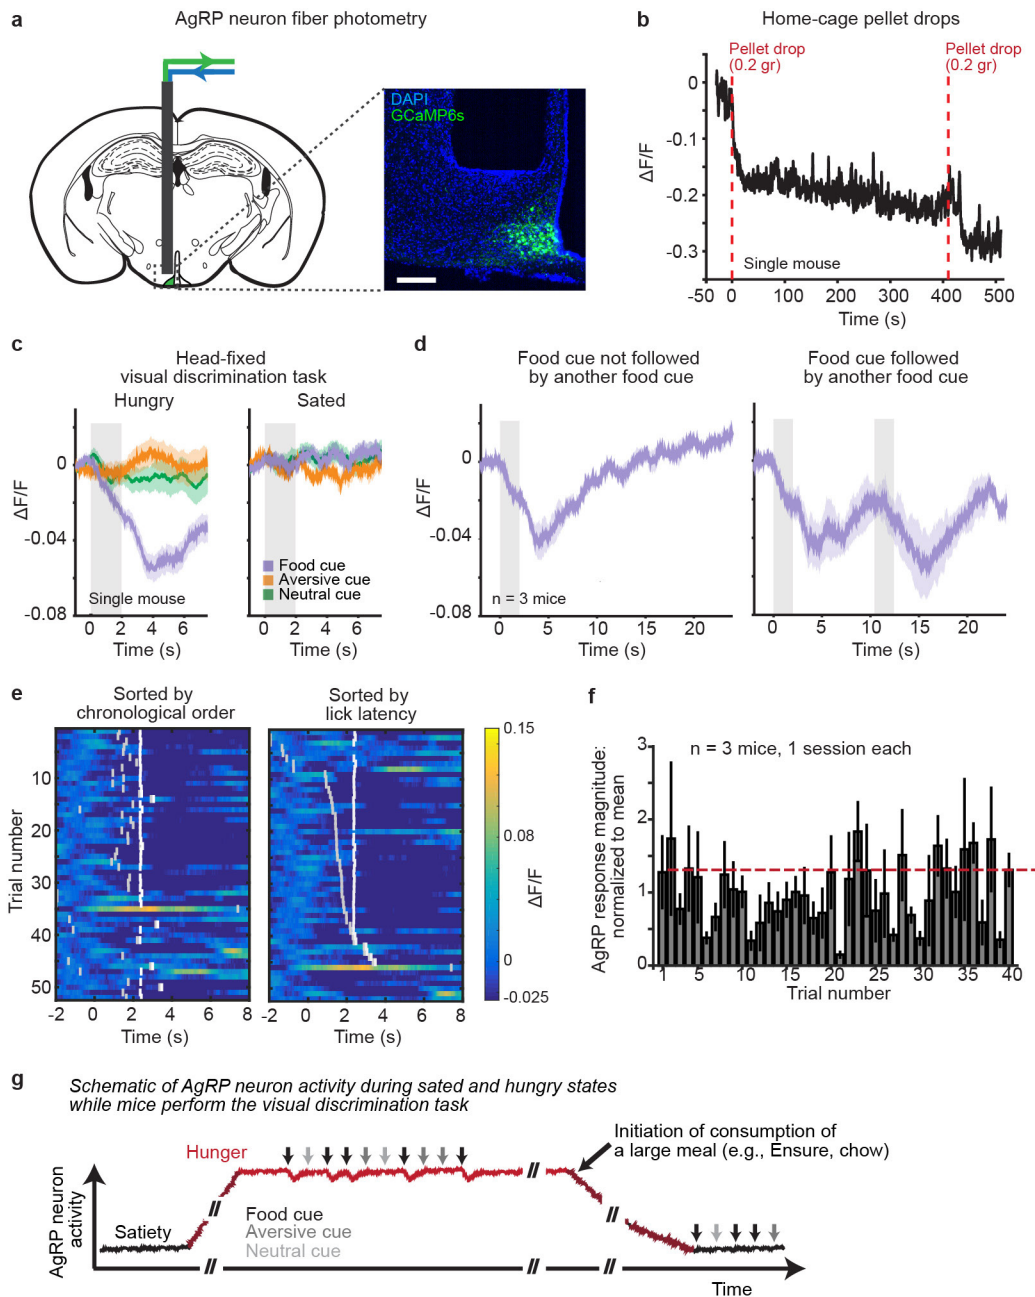 a
AgRP neuron fiber photometry
DAPI
GCaMP6s
b
Home-cage pellet drops
Pellet drop
(0.2 gr)
Pellet drop
(0.2 gr)
ΔF/F
0
-0.1
-0.2
-0.3
Single mouse
-50 0 100 200 300 400 500
Time (s)
c
Head-fixed
visual discrimination task
Hungry
Sated
ΔF/F
0
-0.04
-0.08
Food cue
Aversive cue
Neutral cue
Single mouse
0 2 4 6
Time (s)
0 2 4 6
Time (s)
d
Food cue not followed
by another food cue
Food cue followed
by another food cue
ΔF/F
0
-0.04
-0.08
n = 3 mice
0 5 10 15 20
Time (s)
0 5 10 15 20
Time (s)
e
Sorted by
chronological order
Sorted by
lick latency
Trial number
10
20
30
40
50
-2 0 2 4 6 8
Time (s)
-2 0 2 4 6 8
Time (s)
0.15
0.08
0
-0.025
ΔF/F
f
n = 3 mice, 1 session each
AgRP response magnitude:
normalized to mean
3
2
1
0
1 5 10 15 20 25 30 35 40
Trial number
g
Schematic of AgRP neuron activity during sated and hungry states
while mice perform the visual discrimination task
Hunger
Initiation of consumption of
a large meal (e.g., Ensure, chow)
AgRP neuron
activity
Satiety
Food cue
Aversive cue
Neutral cue
Time